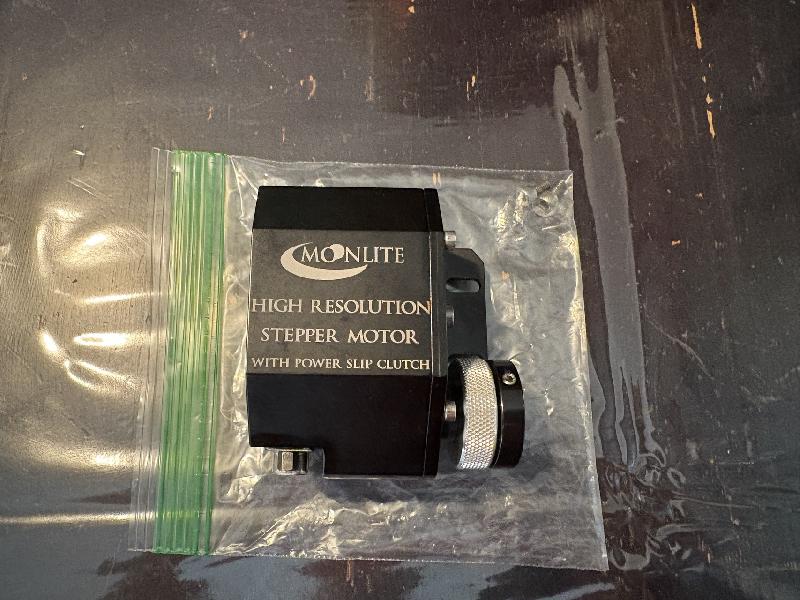 MOONLITE
HIGH RESOLUTION
STEPPER MOTOR
WITH POWER SLIP CLUTCH